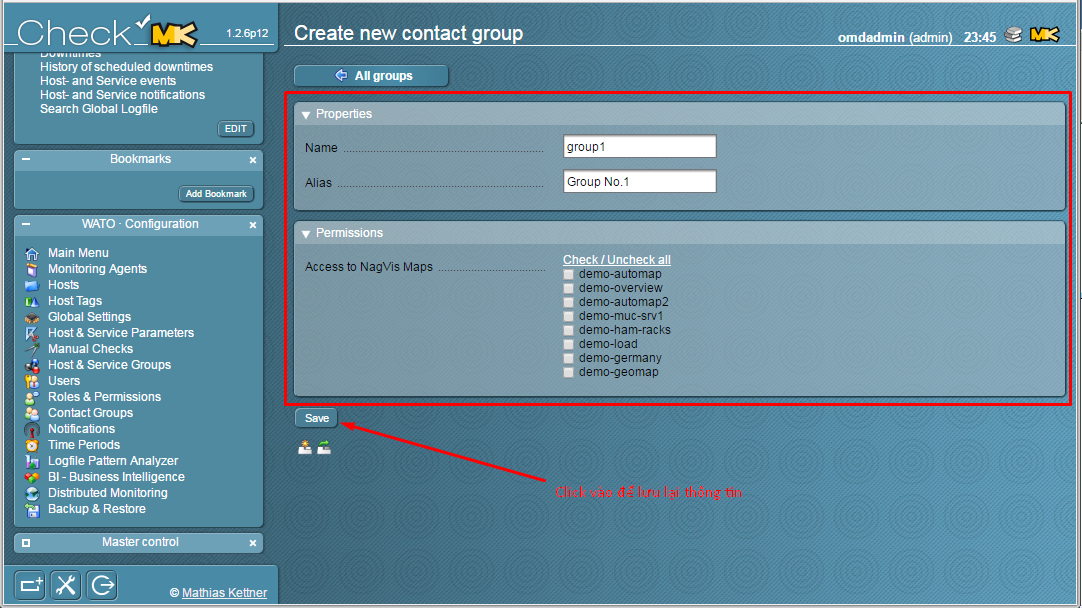 Check MK 1.2.6p12
Downtimes
History of scheduled downtimes
Host- and Service events
Host- and Service notifications
Search Global Logfile
EDIT
Bookmarks
Add Bookmark
WATO · Configuration
Main Menu
Monitoring Agents
Hosts
Host Tags
Global Settings
Host & Service Parameters
Manual Checks
Host & Service Groups
Users
Roles & Permissions
Contact Groups
Notifications
Time Periods
Logfile Pattern Analyzer
BI - Business Intelligence
Distributed Monitoring
Backup & Restore
Master control
© Mathias Kettner
Create new contact group
omdadmin (admin) 23:45 MK
All groups
Properties
Name
group1
Alias
Group No.1
Permissions
Access to NagVis Maps
Check / Uncheck all
demo-automap
demo-overview
demo-automap2
demo-muc-srv1
demo-ham-racks
demo-load
demo-germany
demo-geomap
Save
Click vào để lưu lại thông tin